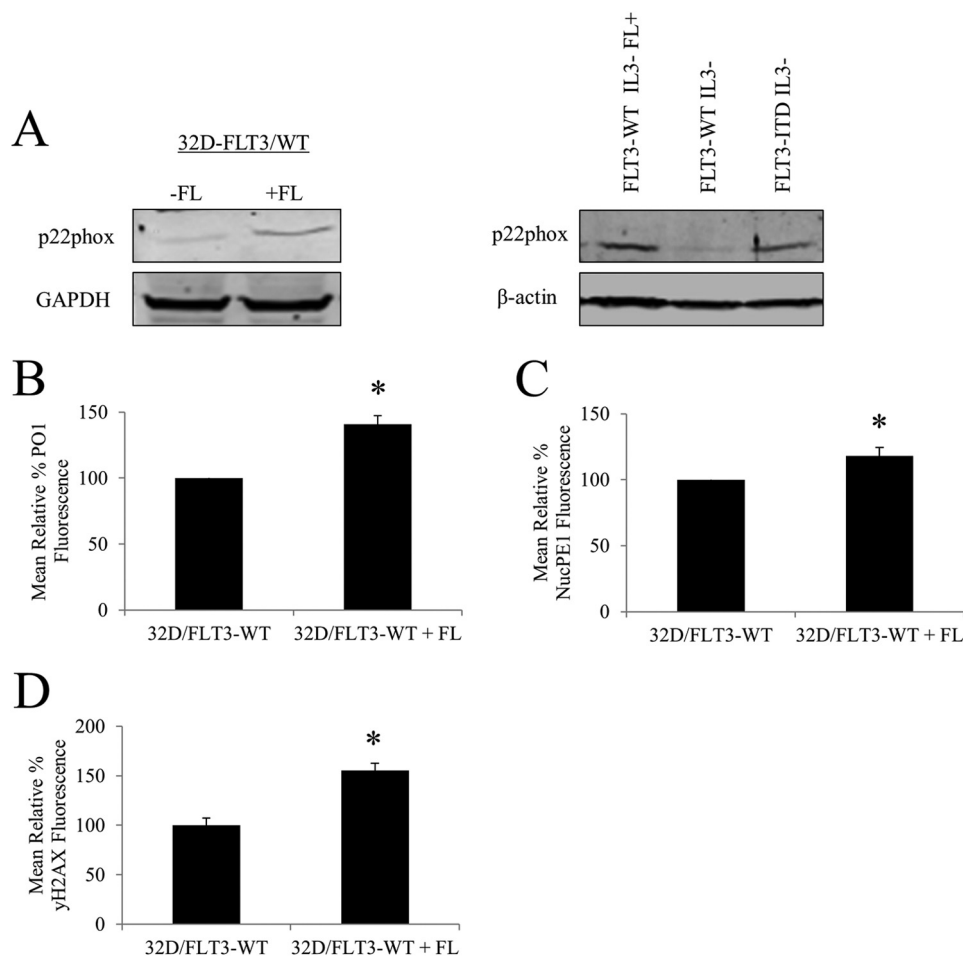 A
32D-FLT3/WT
-FL +FL
p22phox
GAPDH
FLT3-WT IL3- FL+
FLT3-WT IL3-
FLT3-ITD IL3-
p22phox
β-actin
B
Mean Relative % PO1
Fluorescence
150
100
50
0
*
32D/FLT3-WT 32D/FLT3-WT + FL
C
Mean Relative %
NucPE1 Fluorescence
150
100
50
0
*
32D/FLT3-WT 32D/FLT3-WT + FL
D
Mean Relative %
yH2AX Fluorescence
200
150
100
50
0
*
32D/FLT3-WT 32D/FLT3-WT + FL